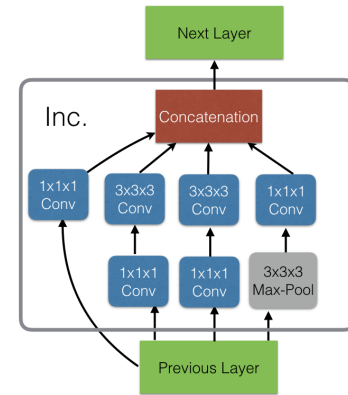 Next Layer
Inc.
Concatenation
1x1x1
Conv
3x3x3
Conv
3x3x3
Conv
1x1x1
Conv
1x1x1
Conv
1x1x1
Conv
3x3x3
Max-Pool
Previous Layer